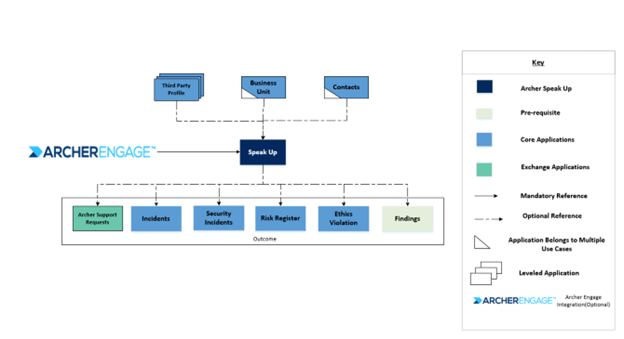 Third Party
Profile
Business
Unit
Contacts
ARCHERENGAGE™
Speak Up
Archer Support
Requests
Incidents
Security
Incidents
Risk Register
Ethics
Violation
Findings
Outcome
Key
Archer Speak Up
Pre-requisite
Core Applications
Exchange Applications
Mandatory Reference
Optional Reference
Application Belongs to Multiple
Use Cases
Leveled Application
ARCHERENGAGE™
Archer Engage
Integration(Optional)